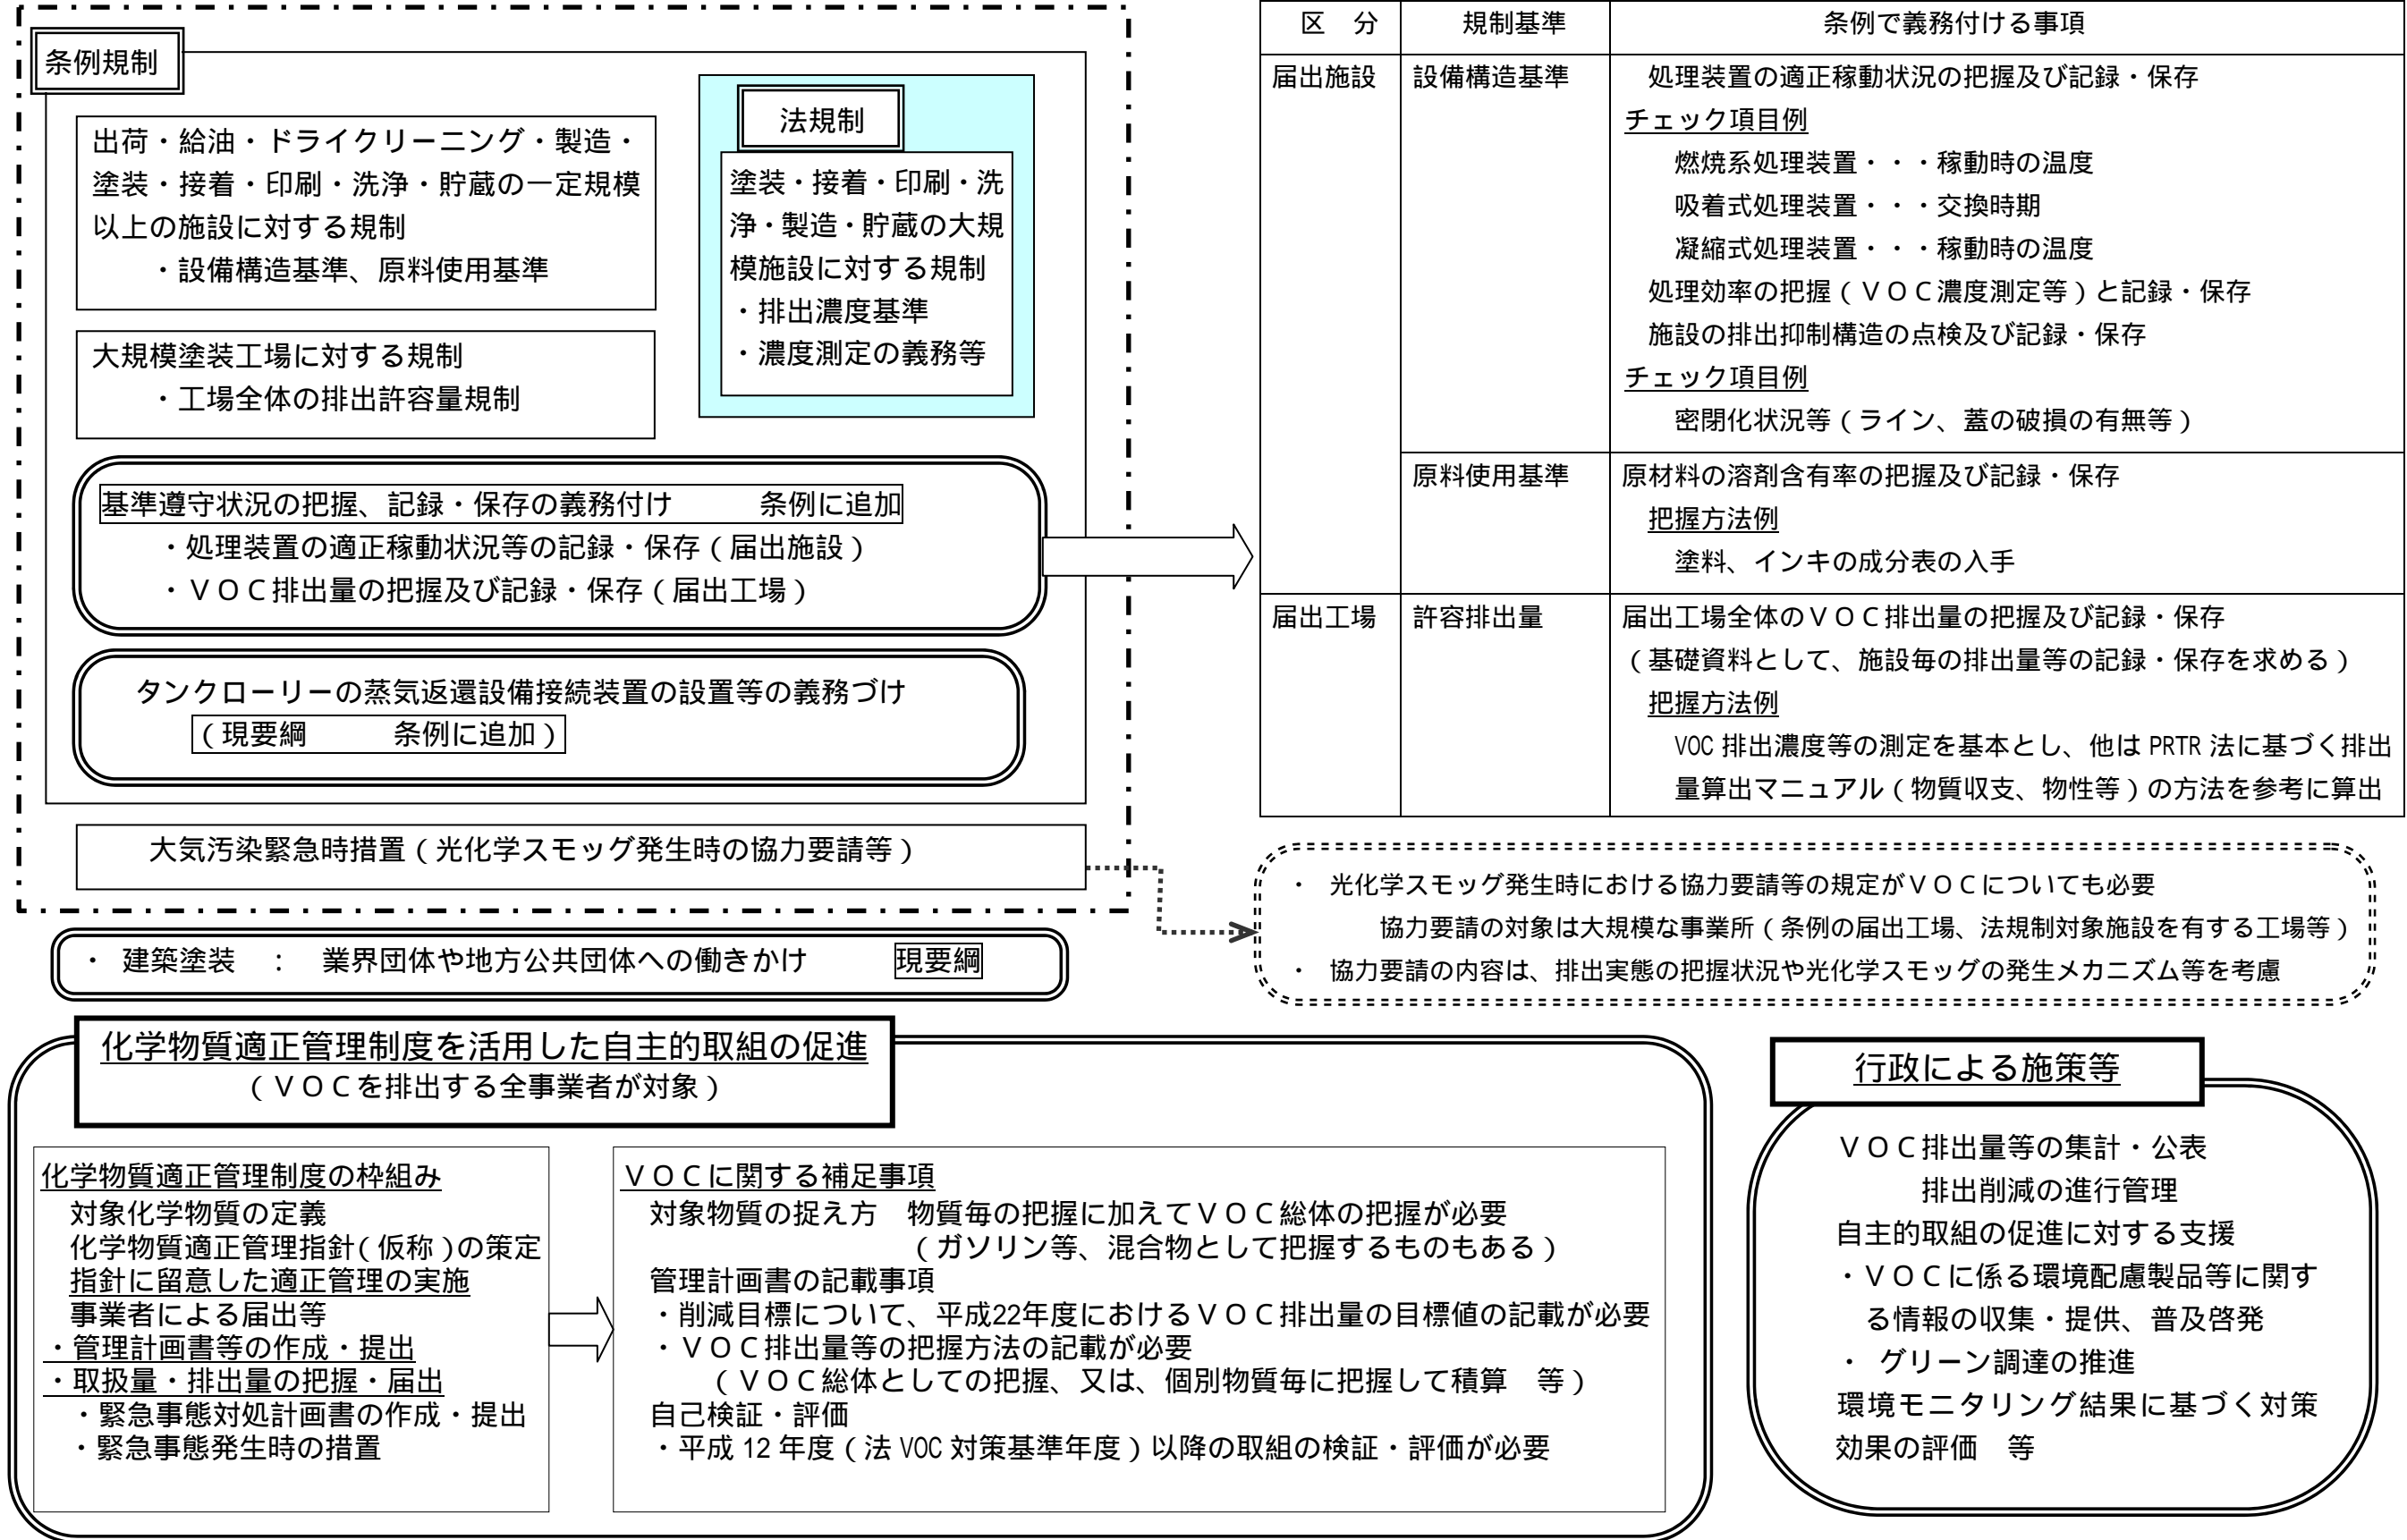 条例規制
出荷・給油・ドライクリーニング・製造・
塗装・接着・印刷・洗浄・貯蔵の一定規模
以上の施設に対する規制
・設備構造基準、原料使用基準
大規模塗装工場に対する規制
・工場全体の排出許容量規制
法規制
塗装・接着・印刷・洗
浄・製造・貯蔵の大規
模施設に対する規制
・排出濃度基準
・濃度測定の義務等
基準遵守状況の把握、記録・保存の義務付け　　　条例に追加
・処理装置の適正稼動状況等の記録・保存（届出施設）
・ＶＯＣ排出量の把握及び記録・保存（届出工場）
タンクローリーの蒸気返還設備接続装置の設置等の義務づけ
（現要綱　　　条例に追加）
大気汚染緊急時措置（光化学スモッグ発生時の協力要請等）
・ 建築塗装　：　業界団体や地方公共団体への働きかけ　　　現要綱
区　分　規制基準　条例で義務付ける事項
届出施設　設備構造基準　処理装置の適正稼動状況の把握及び記録・保存
チェック項目例
燃焼系処理装置・・・稼動時の温度
吸着式処理装置・・・交換時期
凝縮式処理装置・・・稼動時の温度
処理効率の把握（ＶＯＣ濃度測定等）と記録・保存
施設の排出抑制構造の点検及び記録・保存
チェック項目例
密閉化状況等（ライン、蓋の破損の有無等）
原料使用基準　原材料の溶剤含有率の把握及び記録・保存
把握方法例
塗料、インキの成分表の入手
届出工場　許容排出量　届出工場全体のＶＯＣ排出量の把握及び記録・保存
（基礎資料として、施設毎の排出量等の記録・保存を求める）
把握方法例
VOC 排出濃度等の測定を基本とし、他は PRTR 法に基づく排出
量算出マニュアル（物質収支、物性等）の方法を参考に算出
・ 光化学スモッグ発生時における協力要請等の規定がＶＯＣについても必要
協力要請の対象は大規模な事業所（条例の届出工場、法規制対象施設を有する工場等）
・ 協力要請の内容は、排出実態の把握状況や光化学スモッグの発生メカニズム等を考慮
化学物質適正管理制度を活用した自主的取組の促進
（ＶＯＣを排出する全事業者が対象）
化学物質適正管理制度の枠組み
対象化学物質の定義
化学物質適正管理指針（仮称）の策定
指針に留意した適正管理の実施
事業者による届出等
・管理計画書等の作成・提出
・取扱量・排出量の把握・届出
・緊急事態対処計画書の作成・提出
・緊急事態発生時の措置
ＶＯＣに関する補足事項
対象物質の捉え方　物質毎の把握に加えてＶＯＣ総体の把握が必要
（ガソリン等、混合物として把握するものもある）
管理計画書の記載事項
・削減目標について、平成22年度におけるＶＯＣ排出量の目標値の記載が必要
・ＶＯＣ排出量等の把握方法の記載が必要
（ＶＯＣ総体としての把握、又は、個別物質毎に把握して積算　等）
自己検証・評価
・平成 12 年度（法 VOC 対策基準年度）以降の取組の検証・評価が必要
行政による施策等
ＶＯＣ排出量等の集計・公表
排出削減の進行管理
自主的取組の促進に対する支援
・ＶＯＣに係る環境配慮製品等に関す
る情報の収集・提供、普及啓発
・ グリーン調達の推進
環境モニタリング結果に基づく対策
効果の評価　等